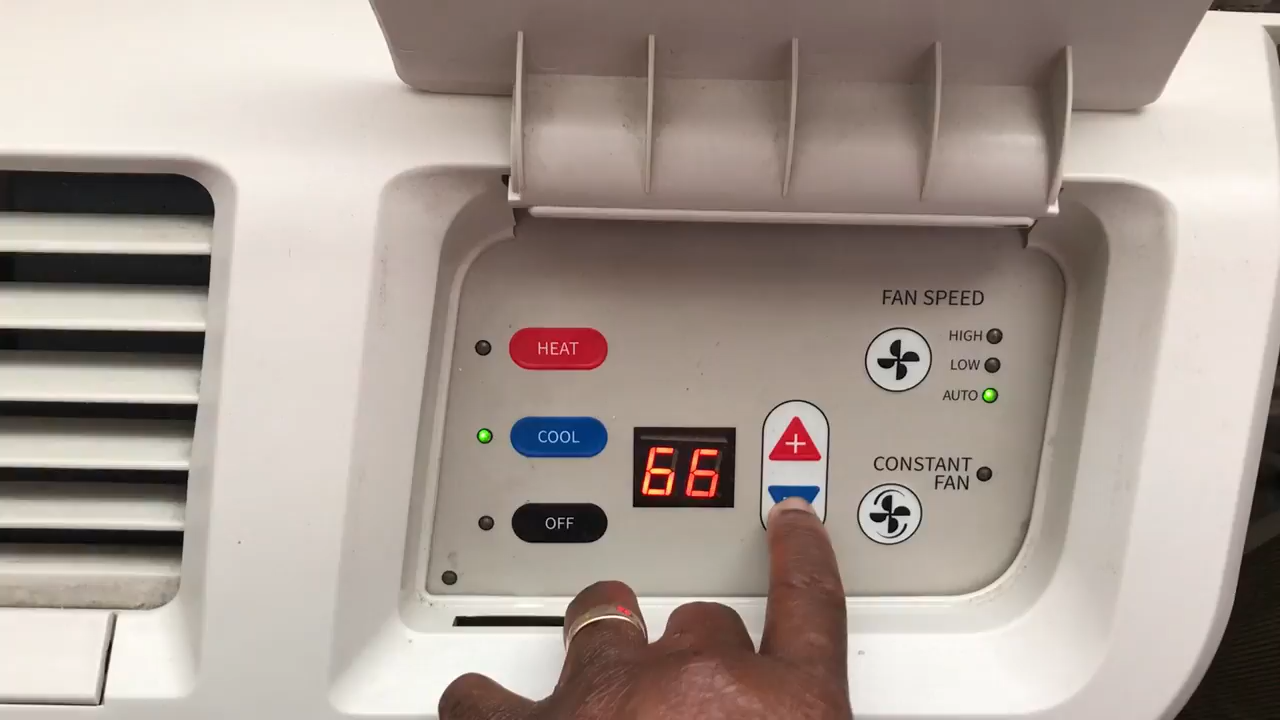 FAN SPEED
HIGH
LOW
AUTO
HEAT
COOL
OFF
66
+
CONSTANT
FAN